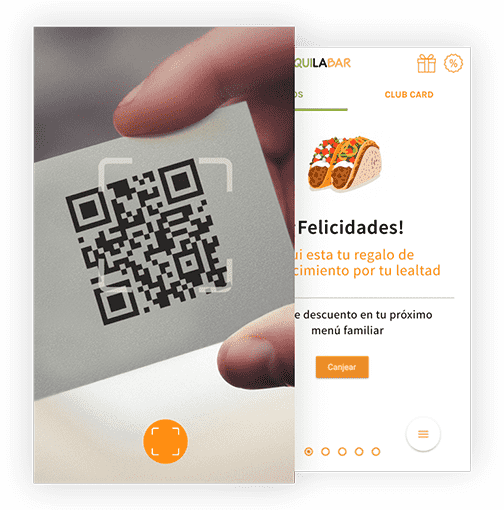 QUILABAR
OS
CLUB CARD
Felicidades!
ui esta tu regalo de
cimiento por tu lealtad
e descuento en tu próximo
menú familiar
Canjear